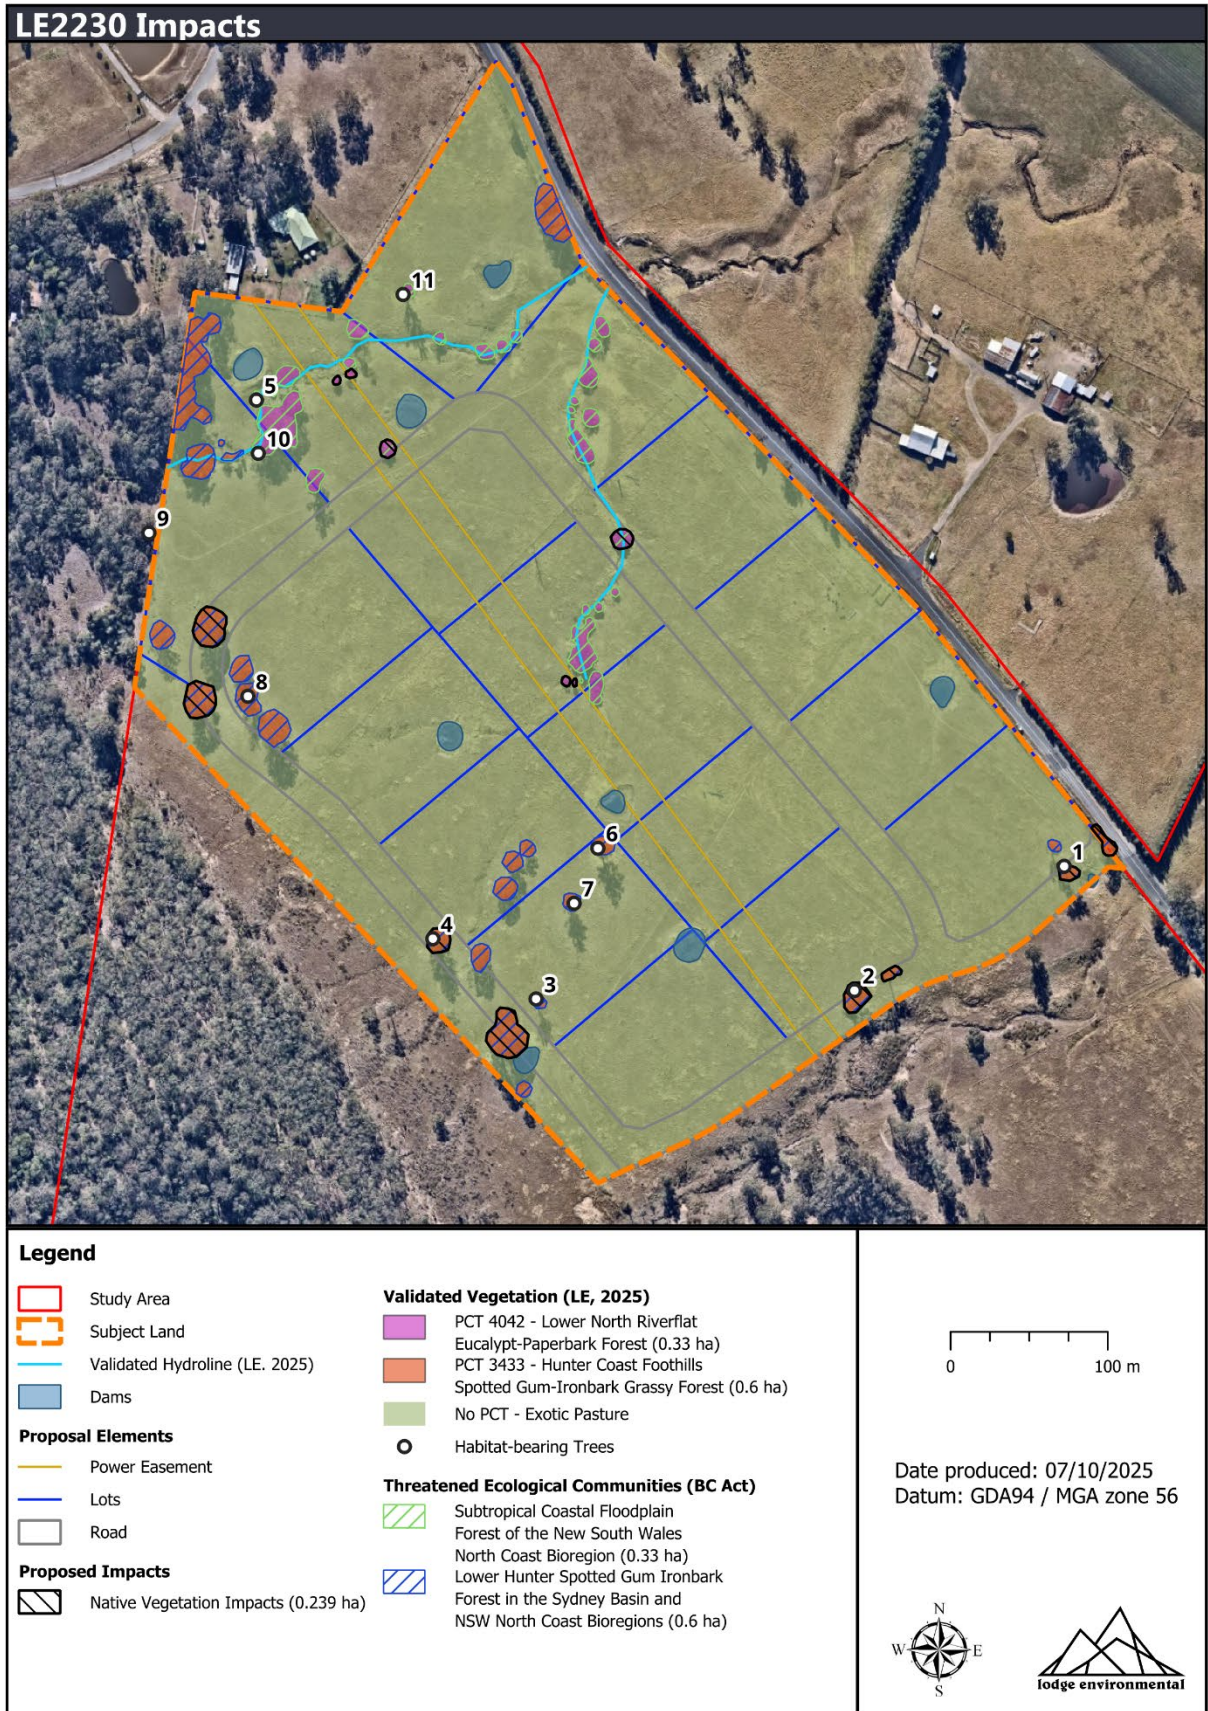 LE2230 Impacts
11
5
10
9
8
6
7
4
3
2
1
Legend
Study Area
Subject Land
Validated Hydroline (LE. 2025)
Dams
Proposal Elements
Power Easement
Lots
Road
Proposed Impacts
Native Vegetation Impacts (0.239 ha)
Validated Vegetation (LE, 2025)
PCT 4042 - Lower North Riverflat
Eucalypt-Paperbark Forest (0.33 ha)
PCT 3433 - Hunter Coast Foothills
Spotted Gum-Ironbark Grassy Forest (0.6 ha)
No PCT - Exotic Pasture
Habitat-bearing Trees
Threatened Ecological Communities (BC Act)
Subtropical Coastal Floodplain
Forest of the New South Wales
North Coast Bioregion (0.33 ha)
Lower Hunter Spotted Gum Ironbark
Forest in the Sydney Basin and
NSW North Coast Bioregions (0.6 ha)
0 100 m
Date produced: 07/10/2025
Datum: GDA94 / MGA zone 56
N
W E
S
lodge environmental